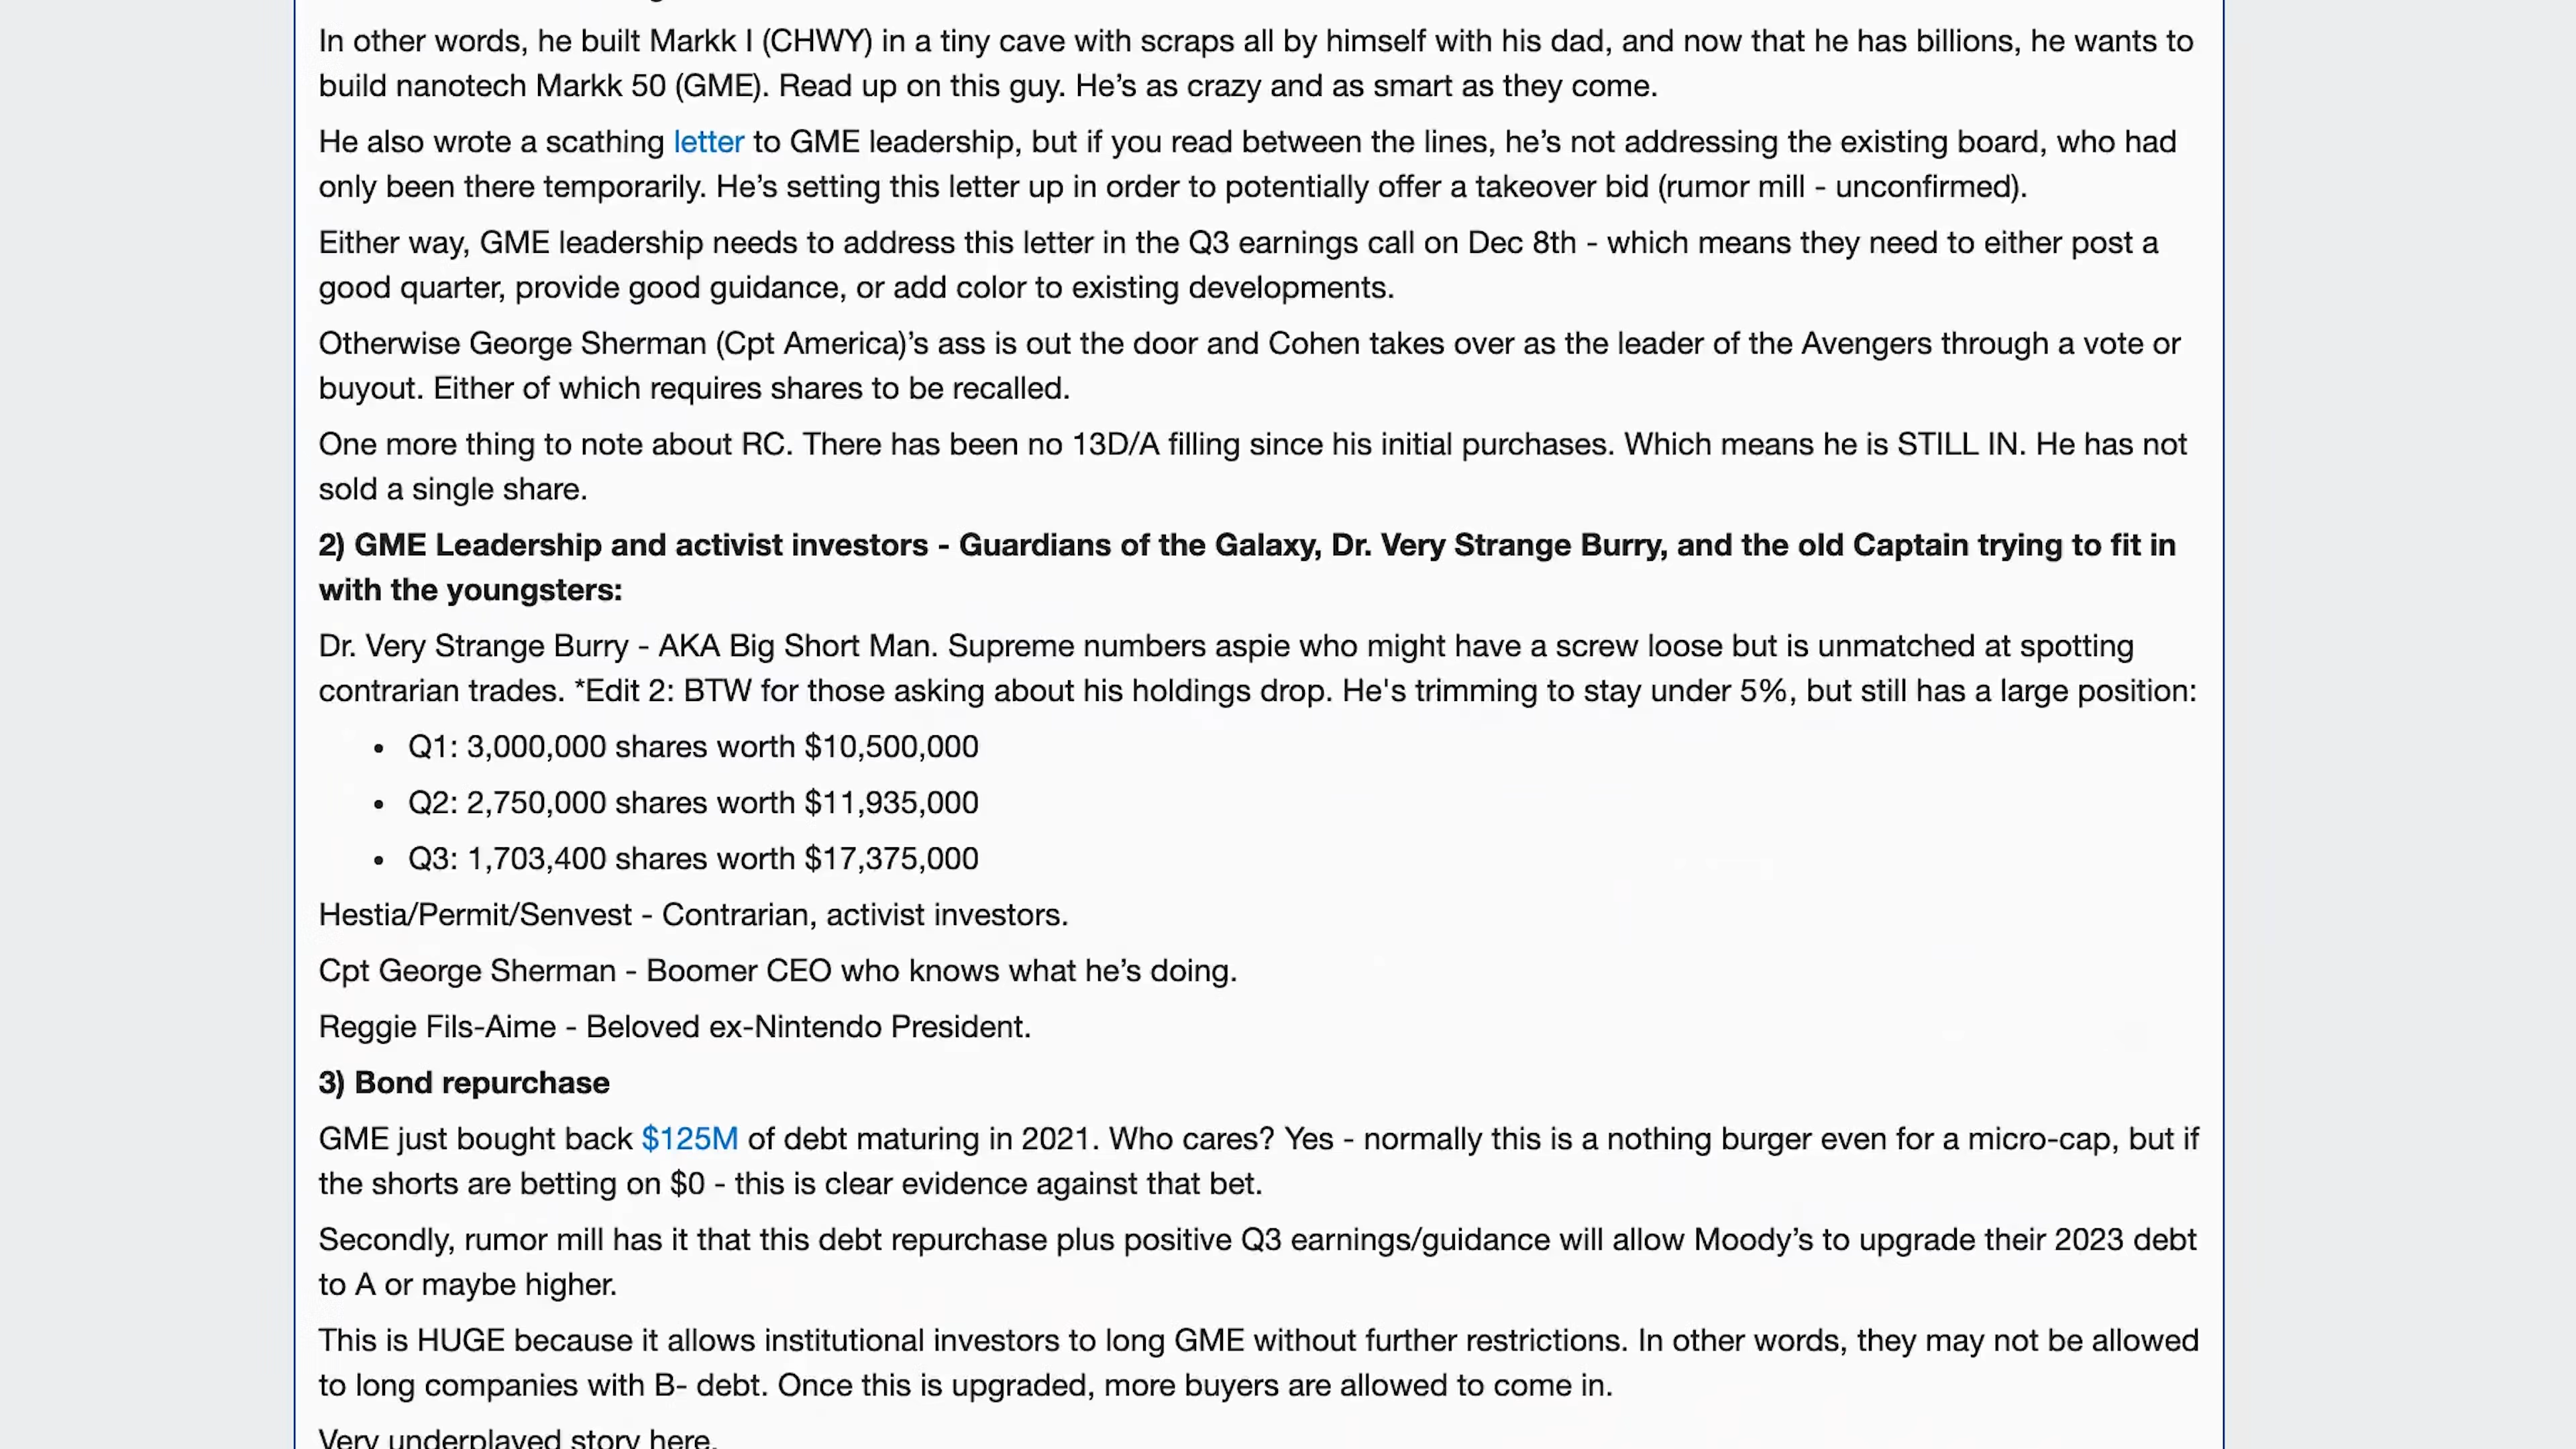 In other words, he built Markk I (CHWY) in a tiny cave with scraps all by himself with his dad, and now that he has billions, he wants to
build nanotech Markk 50 (GME). Read up on this guy. He’s as crazy and as smart as they come.
He also wrote a scathing letter to GME leadership, but if you read between the lines, he’s not addressing the existing board, who had
only been there temporarily. He’s setting this letter up in order to potentially offer a takeover bid (rumor mill - unconfirmed).
Either way, GME leadership needs to address this letter in the Q3 earnings call on Dec 8th - which means they need to either post a
good quarter, provide good guidance, or add color to existing developments.
Otherwise George Sherman (Cpt America)’s ass is out the door and Cohen takes over as the leader of the Avengers through a vote or
buyout. Either of which requires shares to be recalled.
One more thing to note about RC. There has been no 13D/A filling since his initial purchases. Which means he is STILL IN. He has not
sold a single share.
2) GME Leadership and activist investors - Guardians of the Galaxy, Dr. Very Strange Burry, and the old Captain trying to fit in
with the youngsters:
Dr. Very Strange Burry - AKA Big Short Man. Supreme numbers aspie who might have a screw loose but is unmatched at spotting
contrarian trades. *Edit 2: BTW for those asking about his holdings drop. He's trimming to stay under 5%, but still has a large position:
• Q1: 3,000,000 shares worth $10,500,000
• Q2: 2,750,000 shares worth $11,935,000
• Q3: 1,703,400 shares worth $17,375,000
Hestia/Permit/Senvest - Contrarian, activist investors.
Cpt George Sherman - Boomer CEO who knows what he’s doing.
Reggie Fils-Aime - Beloved ex-Nintendo President.
3) Bond repurchase
GME just bought back $125M of debt maturing in 2021. Who cares? Yes - normally this is a nothing burger even for a micro-cap, but if
the shorts are betting on $0 - this is clear evidence against that bet.
Secondly, rumor mill has it that this debt repurchase plus positive Q3 earnings/guidance will allow Moody’s to upgrade their 2023 debt
to A or maybe higher.
This is HUGE because it allows institutional investors to long GME without further restrictions. In other words, they may not be allowed
to long companies with B- debt. Once this is upgraded, more buyers are allowed to come in.
Very underplayed story here.